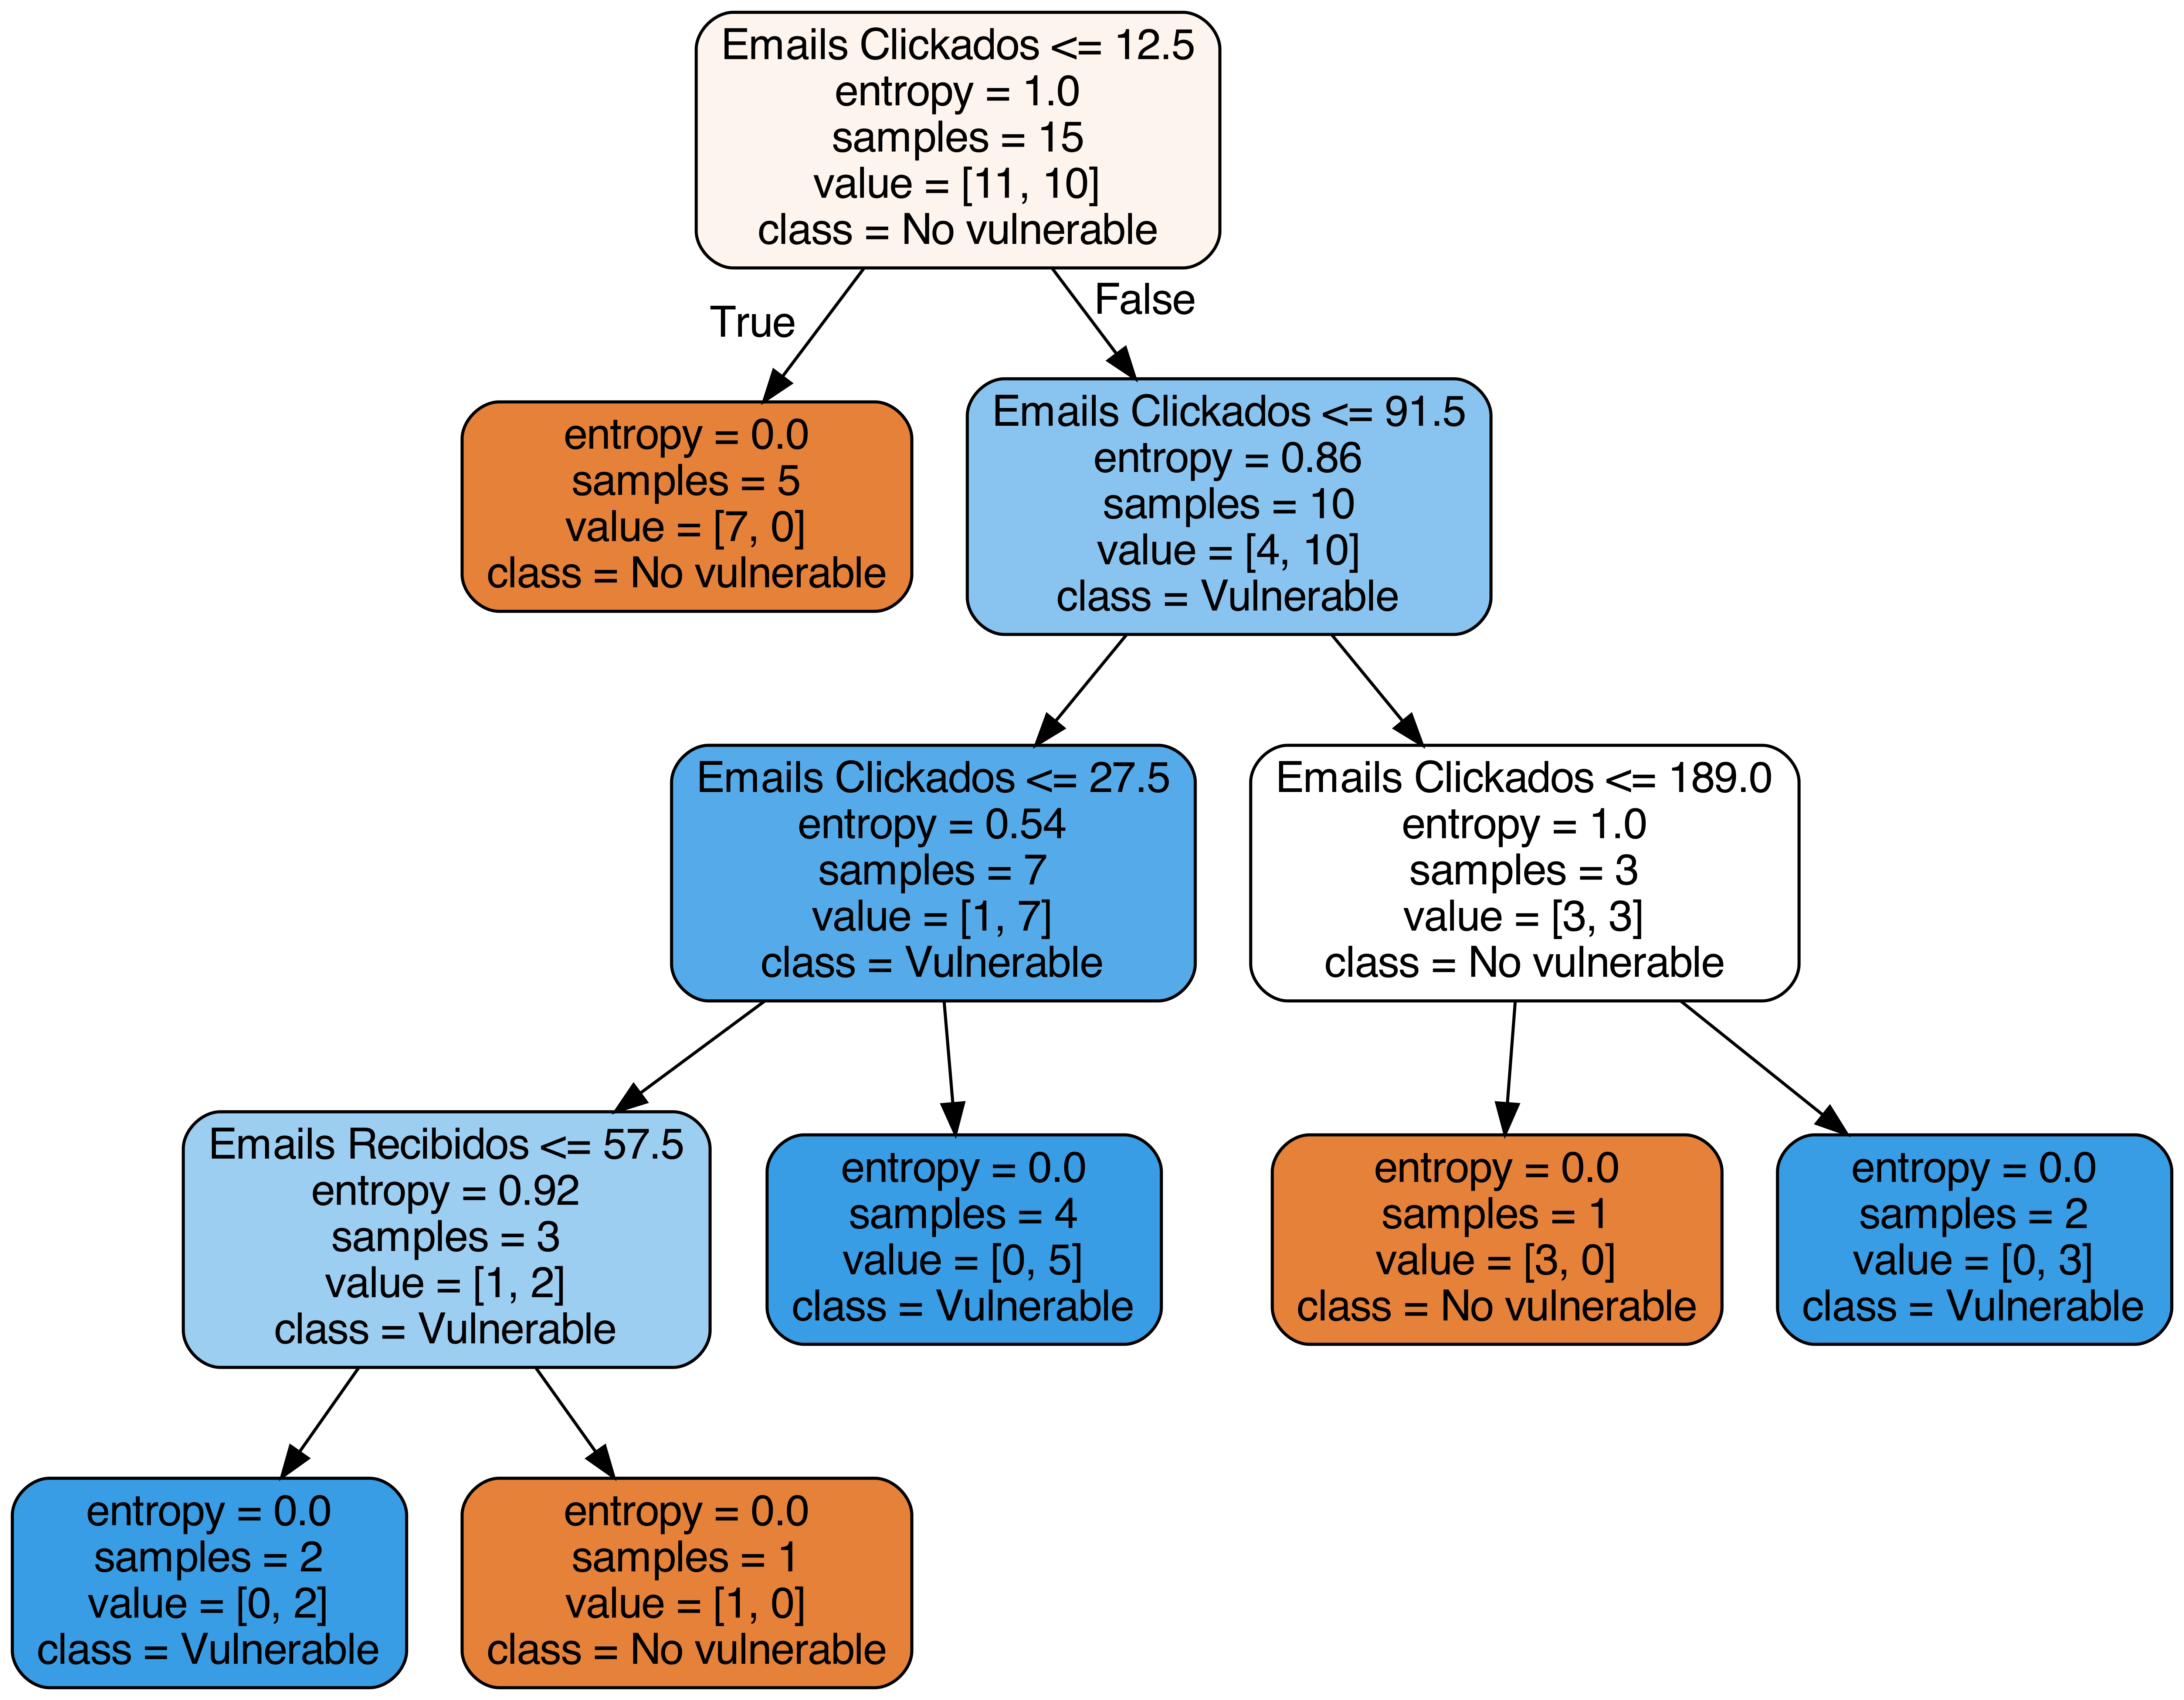 Emails Clickados <= 12.5
entropy = 1.0
samples = 15
value = [11, 10]
class = No vulnerable
True
False
entropy = 0.0
samples = 5
value = [7, 0]
class = No vulnerable
Emails Clickados <= 91.5
entropy = 0.86
samples = 10
value = [4, 10]
class = Vulnerable
Emails Clickados <= 27.5
entropy = 0.54
samples = 7
value = [1, 7]
class = Vulnerable
Emails Clickados <= 189.0
entropy = 1.0
samples = 3
value = [3, 3]
class = No vulnerable
Emails Recibidos <= 57.5
entropy = 0.92
samples = 3
value = [1, 2]
class = Vulnerable
entropy = 0.0
samples = 4
value = [0, 5]
class = Vulnerable
entropy = 0.0
samples = 1
value = [3, 0]
class = No vulnerable
entropy = 0.0
samples = 2
value = [0, 3]
class = Vulnerable
entropy = 0.0
samples = 2
value = [0, 2]
class = Vulnerable
entropy = 0.0
samples = 1
value = [1, 0]
class = No vulnerable